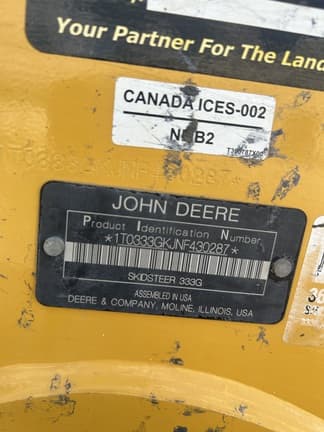 Your Partner For The Land
CANADA ICES-002
NMB2
JOHN DEERE
Product Identification Number
*1T0333GKJNF430287*
SKIDSTEER 333G
ASSEMBLED IN USA
DEERE & COMPANY, MOLINE, ILLINOIS, USA